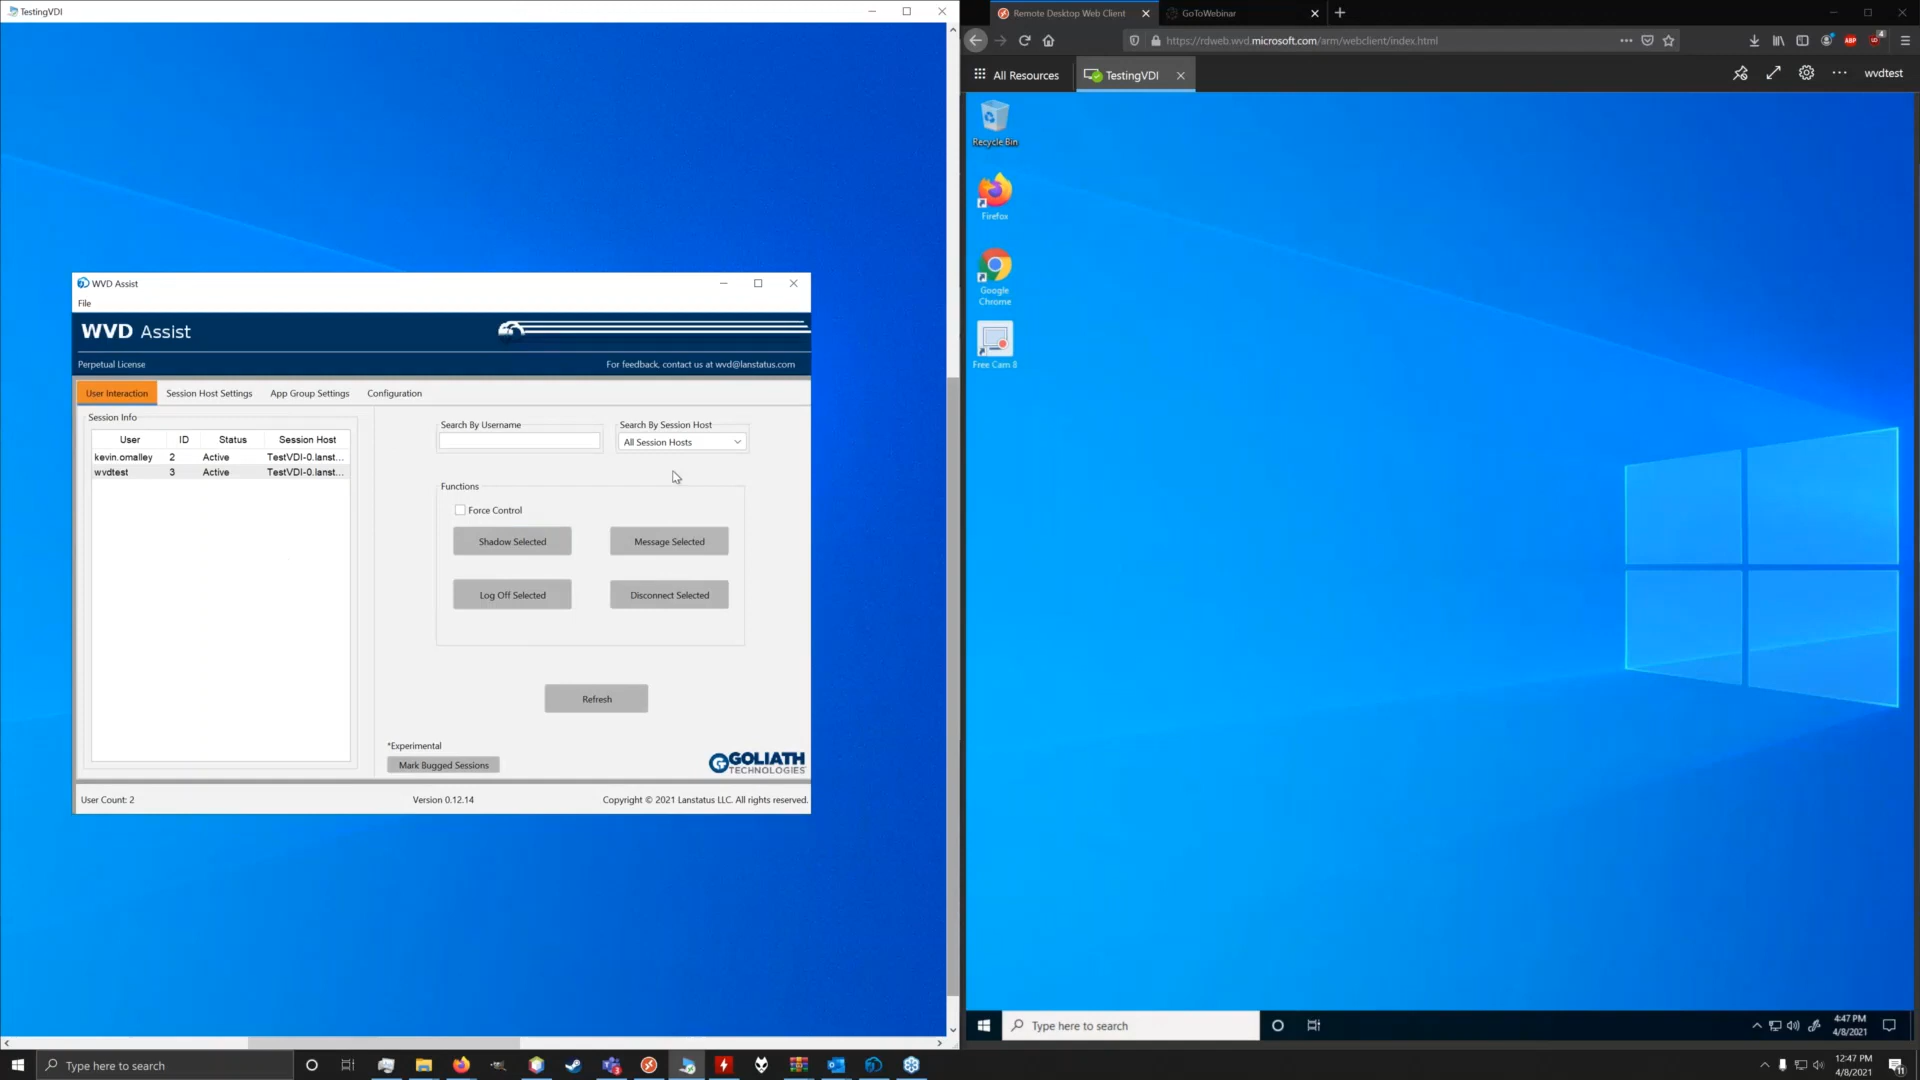 TestingVDI
WVD Assist
File
WVD Assist
Perpetual License
For feedback, contact us at wvd@lanstatus.com
User Interaction
Session Host Settings
App Group Settings
Configuration
Session Info
User ID Status Session Host
kevin.omalley 2 Active TestVDI-0.lanst...
wvdtest 3 Active TestVDI-0.lanst...
Search By Username
Search By Session Host
All Session Hosts
Functions
Force Control
Shadow Selected
Message Selected
Log Off Selected
Disconnect Selected
Refresh
*Experimental
Mark Bugged Sessions
GOLIATH
TECHNOLOGIES
User Count: 2
Version 0.12.14
Copyright © 2021 Lanstatus LLC. All rights reserved.
Remote Desktop Web Client
GoToWebinar
https://rdweb.wvd.microsoft.com/arm/webclient/index.html
ABP
4
All Resources
TestingVDI
wvdtest
Recycle Bin
Firefox
Google
Chrome
Free Cam 8
Type here to search
4:47 PM
4/8/2021
Type here to search
12:47 PM
4/8/2021
11